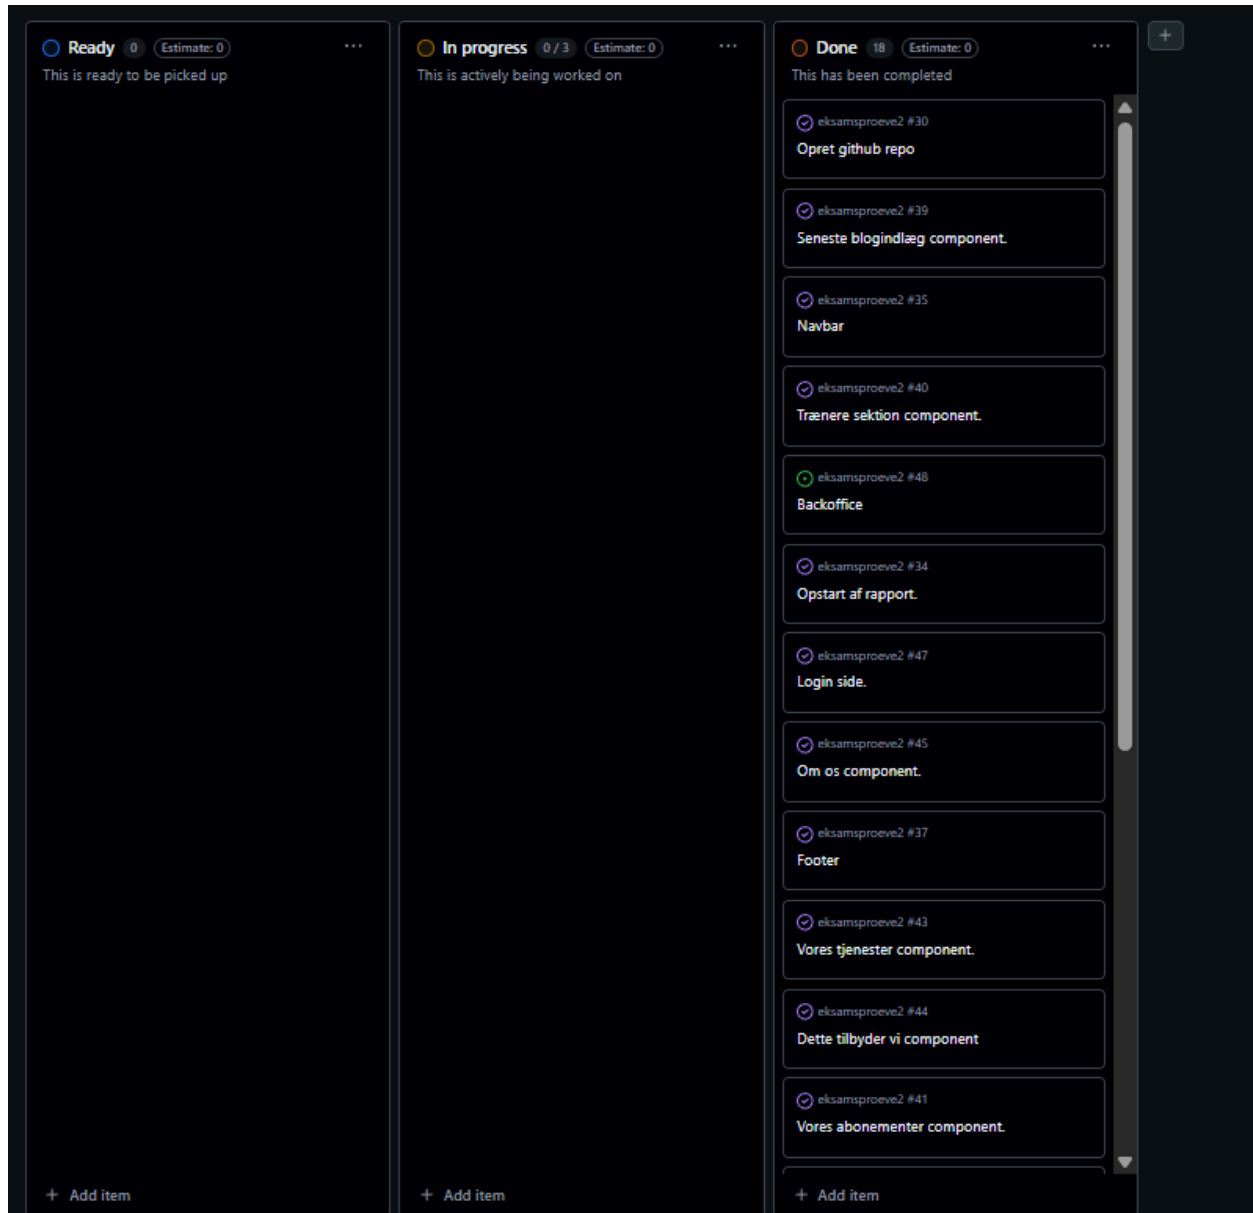 Ready 0 Estimate: 0 ...
This is ready to be picked up
+ Add item
In progress 0 / 3 Estimate: 0 ...
This is actively being worked on
+ Add item
Done 18 Estimate: 0 ...
This has been completed
eksamsproeve2 #30
Opret github repo
eksamsproeve2 #39
Seneste blogindlæg component.
eksamsproeve2 #35
Navbar
eksamsproeve2 #40
Trænere sektion component.
eksamsproeve2 #48
Backoffice
eksamsproeve2 #34
Opstart af rapport.
eksamsproeve2 #47
Login side.
eksamsproeve2 #45
Om os component.
eksamsproeve2 #37
Footer
eksamsproeve2 #43
Vores tjenester component.
eksamsproeve2 #44
Dette tilbyder vi component
eksamsproeve2 #41
Vores abonementer component.
+ Add item
+